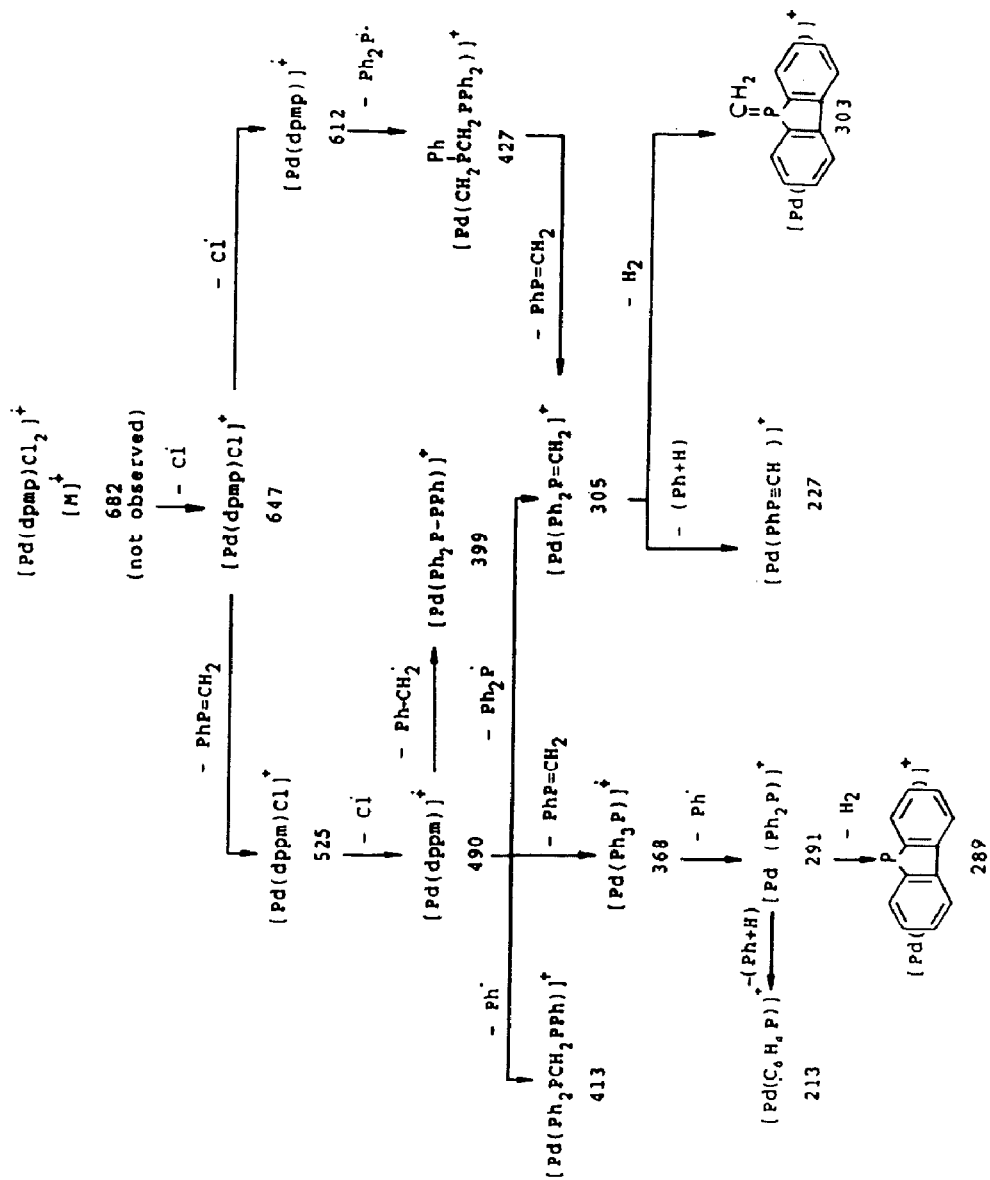 [Pd(dpmp)Cl2]+•
[M]+•
682
(not observed)
- Cl•
[Pd(dpmp)Cl]+
647
- PhP=CH2
- Cl•
[Pd(dppm)Cl]+
525
- Cl•
[Pd(dppm)]+•
490
- Ph-CH2•
[Pd(Ph2P-PPh)]+
399
[Pd(dpmp)]+•
612
- Ph2P•
Ph
[Pd(CH2PCH2PPh2)]+
427
- PhP=CH2
- Ph•
- PhP=CH2
- Ph2P•
[Pd(Ph2PCH2PPh)]+
413
[Pd(Ph3P)]+•
368
- Ph•
[Pd (Ph2P)]+
291
-(Ph+H)
[Pd(C6H4P)]+
213
- H2
[Pd( P )]+
289
[Pd(Ph2P=CH2]+
305
- (Ph+H)
[Pd(PhP≡CH )]+
227
- H2
CH2
[Pd( P )]+
303